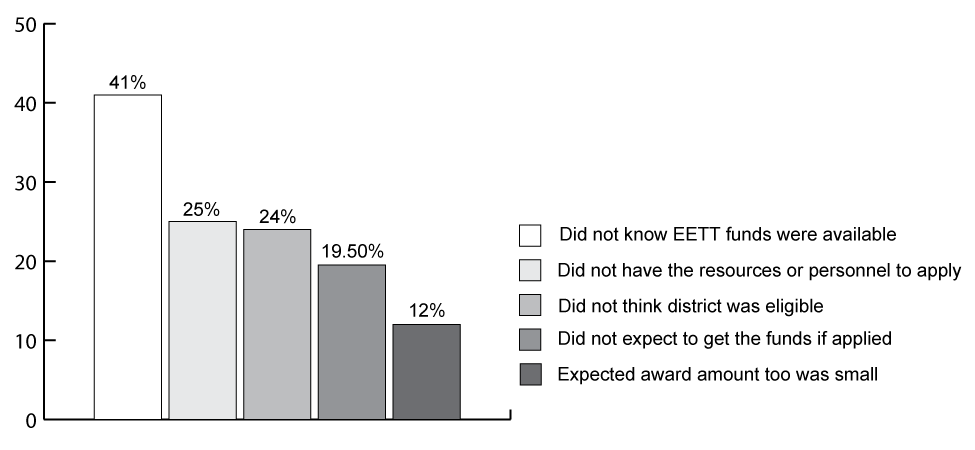 50
41%
40
30
25%
24%
Did not know EETT funds were available
20
19.50%
Did not have the resources or personnel to apply
Did not think district was eligible
12%
10
Did not expect to get the funds if applied
Expected award amount too was small
0